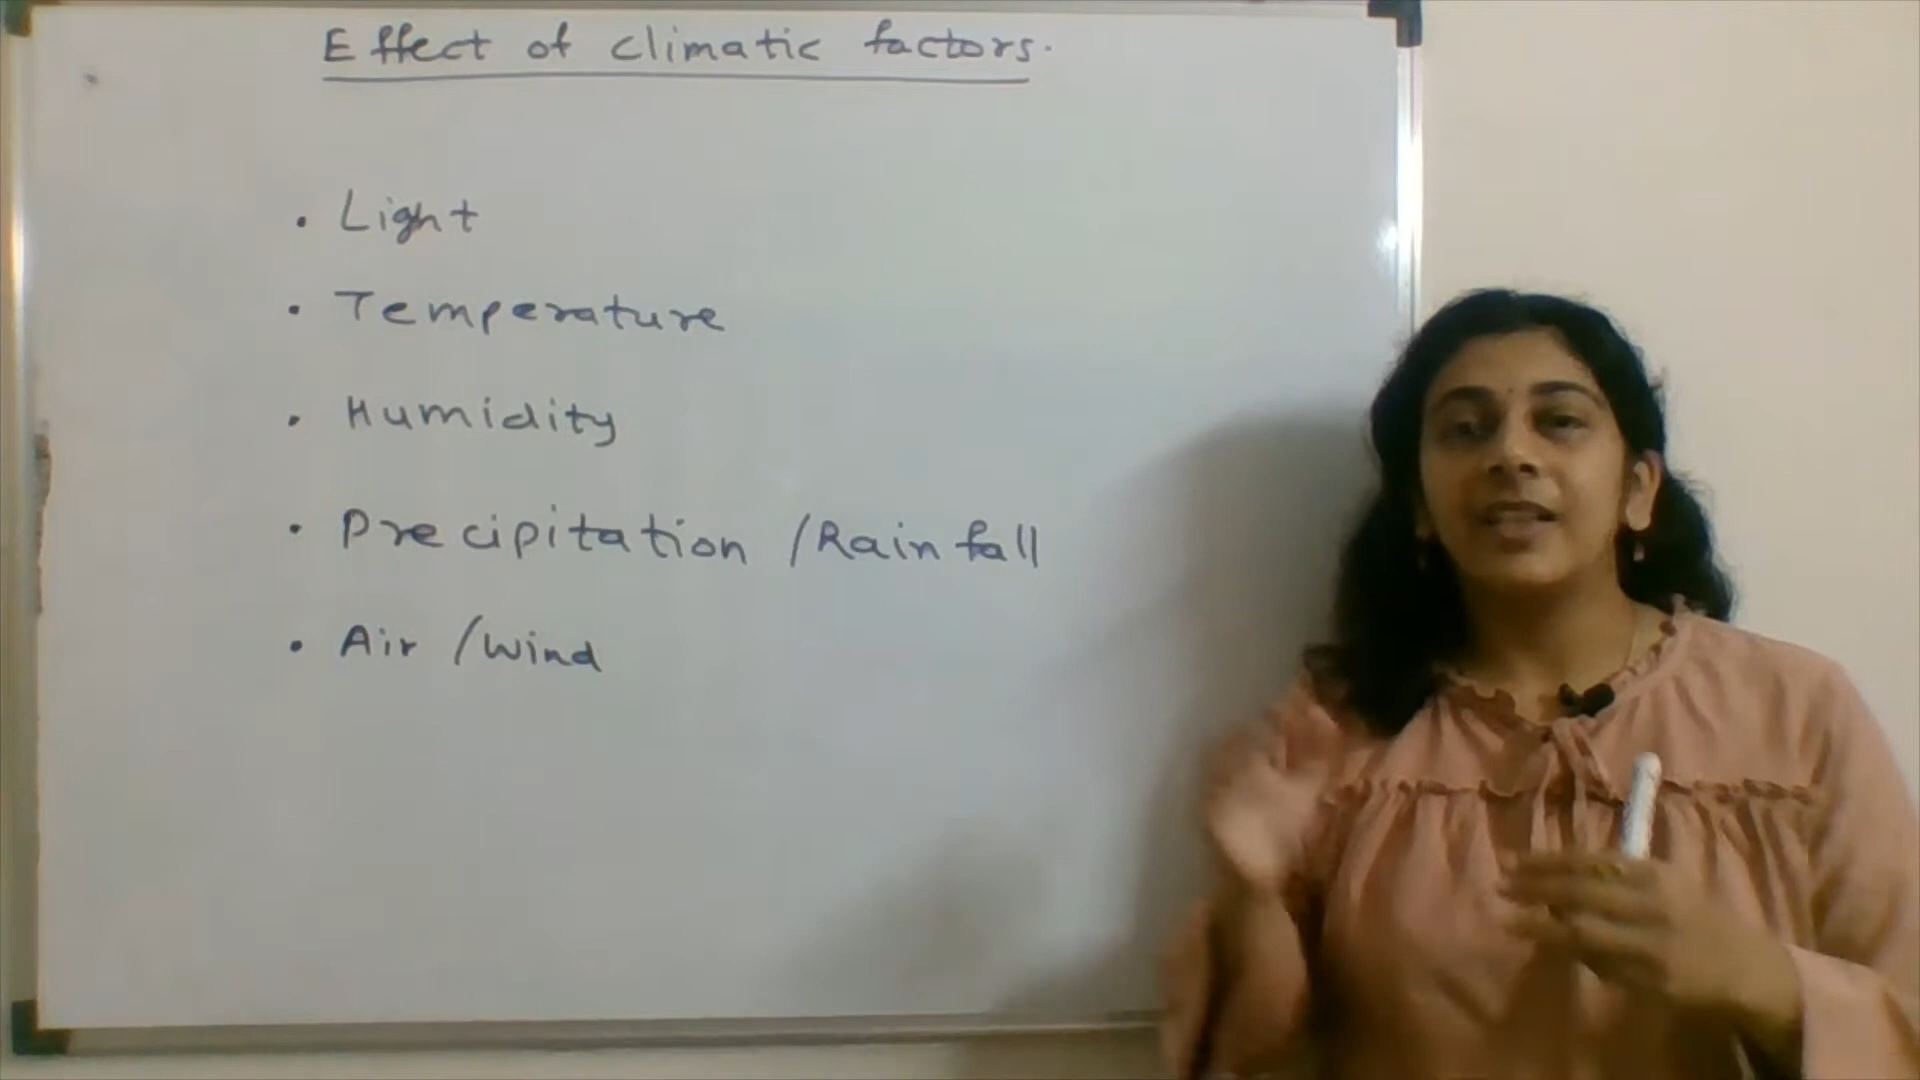 Effect of climatic factors.
• Light
• Temperature
• Humidity
• Precipitation /Rainfall
• Air /Wind